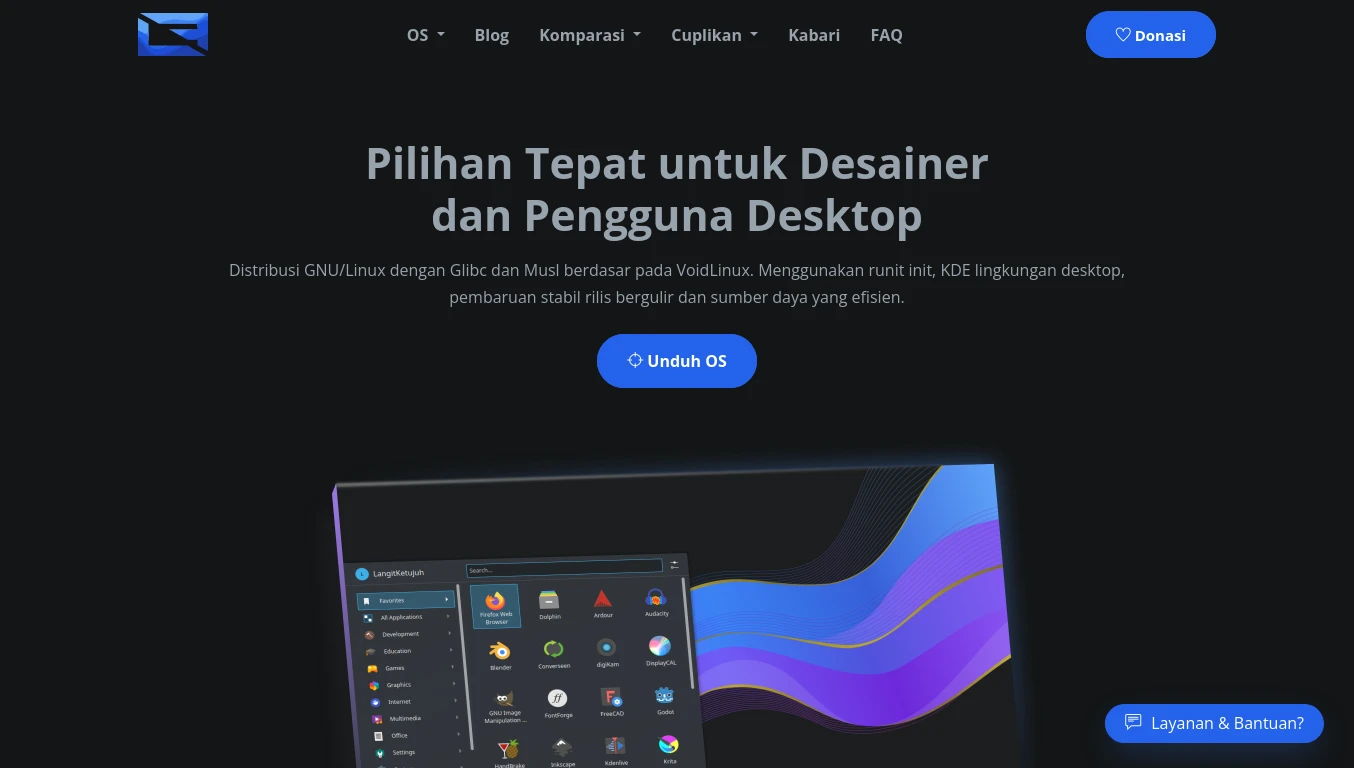 OS
Blog
Komparasi
Cuplikan
Kabari
FAQ
Donasi
Pilihan Tepat untuk Desainer
dan Pengguna Desktop
Distribusi GNU/Linux dengan Glibc dan Musl berdasar pada VoidLinux. Menggunakan runit init, KDE lingkungan desktop,
pembaruan stabil rilis bergulir dan sumber daya yang efisien.
Unduh OS
LangitKetujuh
Search...
Favorites
All Applications
Development
Education
Games
Graphics
Internet
Multimedia
Office
Settings
Firefox Web
Browser
Dolphin
Ardour
Audacity
Blender
Converseen
digiKam
DisplayCAL
GNU Image
Manipulation ...
FontForge
FreeCAD
Godot
HandBrake
Inkscape
Kdenlive
Krita
Layanan & Bantuan?